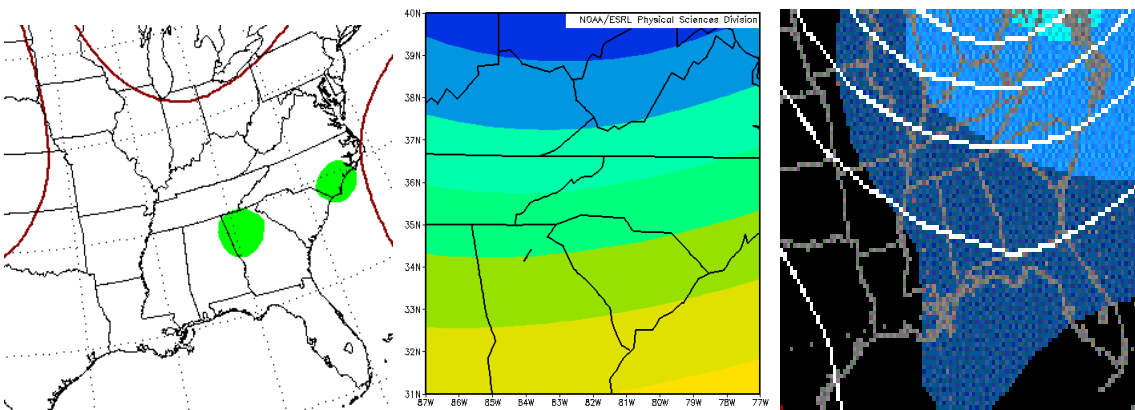 NOAA/ESRL Physical Sciences Division
40N
39N
38N
37N
36N
35N
34N
33N
32N
31N
87W 86W 85W 84W 83W 82W 81W 80W 79W 78W 77W